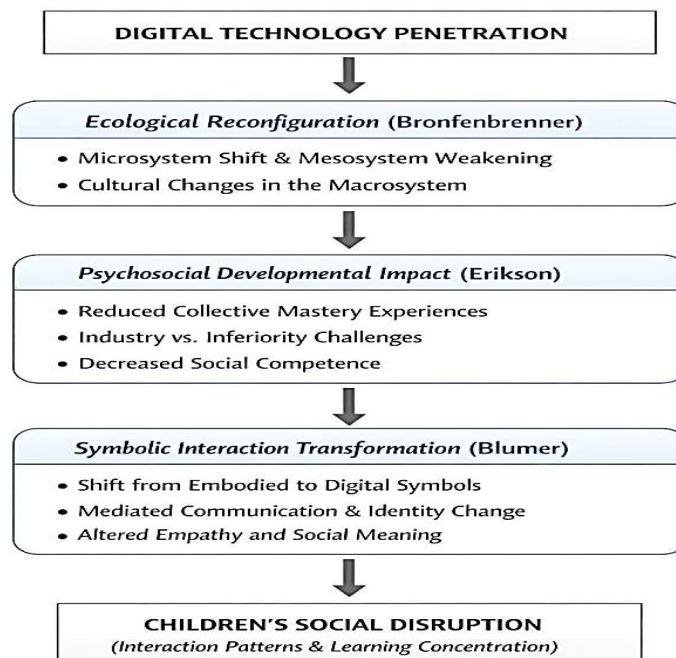 DIGITAL TECHNOLOGY PENETRATION
Ecological Reconfiguration (Bronfenbrenner)
• Microsystem Shift & Mesosystem Weakening
• Cultural Changes in the Macrosystem
Psychosocial Developmental Impact (Erikson)
• Reduced Collective Mastery Experiences
• Industry vs. Inferiority Challenges
• Decreased Social Competence
Symbolic Interaction Transformation (Blumer)
• Shift from Embodied to Digital Symbols
• Mediated Communication & Identity Change
• Altered Empathy and Social Meaning
CHILDREN'S SOCIAL DISRUPTION
(Interaction Patterns & Learning Concentration)